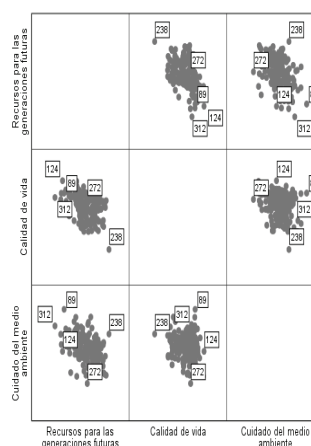 Recursos para las
generaciones futuras
238
272
89
124
312
238
272
124
312
Calidad de vida
124
89
272
312
238
124
272
312
238
Cuidado del medio
ambiente
89
312
124
238
272
89
312
238
272
Recursos para las
generaciones futuras
Calidad de vida
Cuidado del medio
ambiente